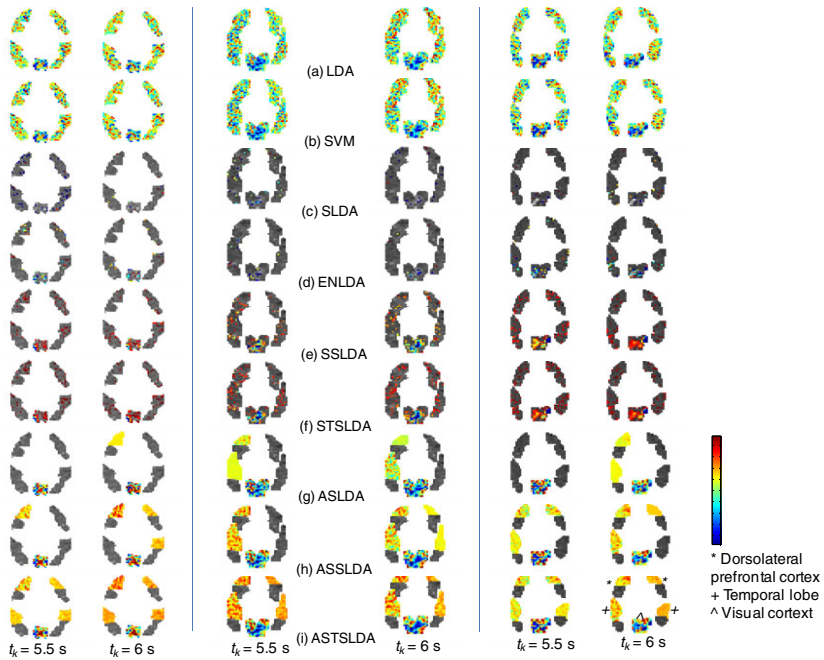 (a) LDA
(b) SVM
(c) SLDA
(d) ENLDA
(e) SSLDA
(f) STSLDA
(g) ASLDA
(h) ASSLDA
(i) ASTSLDA
* Dorsolateral
prefrontal cortex
+ Temporal lobe
^ Visual cortext
* *
+ ^ +
t_k = 5.5 s t_k = 6 s t_k = 5.5 s t_k = 6 s t_k = 5.5 s t_k = 6 s